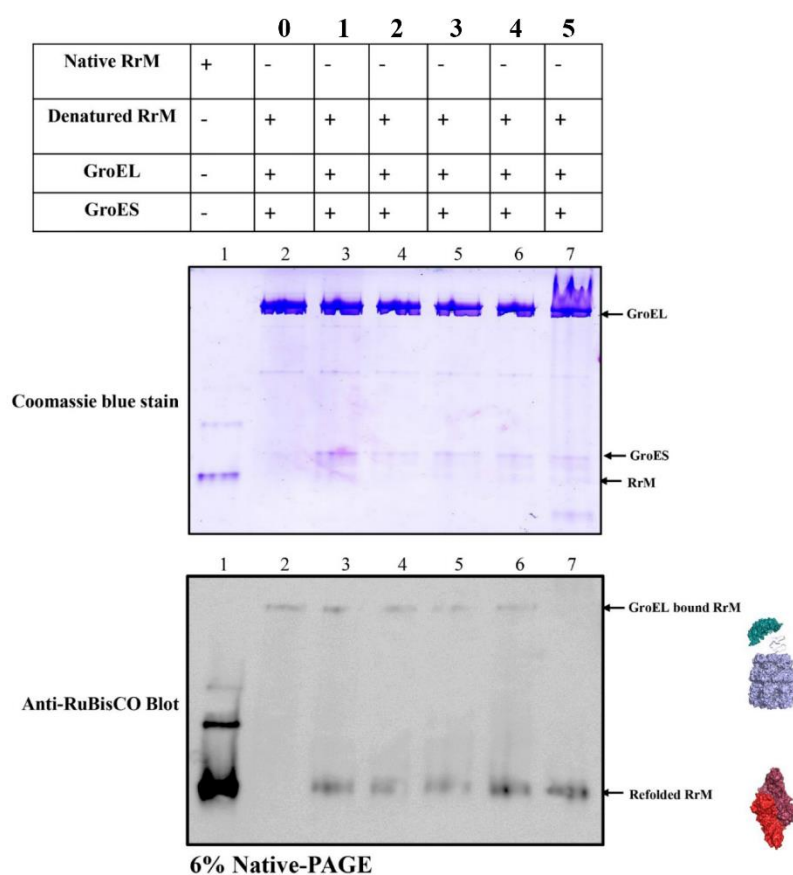 0 1 2 3 4 5
Native RrM + - - - - - -
Denatured RrM - + + + + + +
GroEL - + + + + + +
GroES - + + + + + +
1 2 3 4 5 6 7
GroEL
Coomassie blue stain
GroES
RrM
1 2 3 4 5 6 7
GroEL bound RrM
Anti-RuBisCO Blot
Refolded RrM
6% Native-PAGE